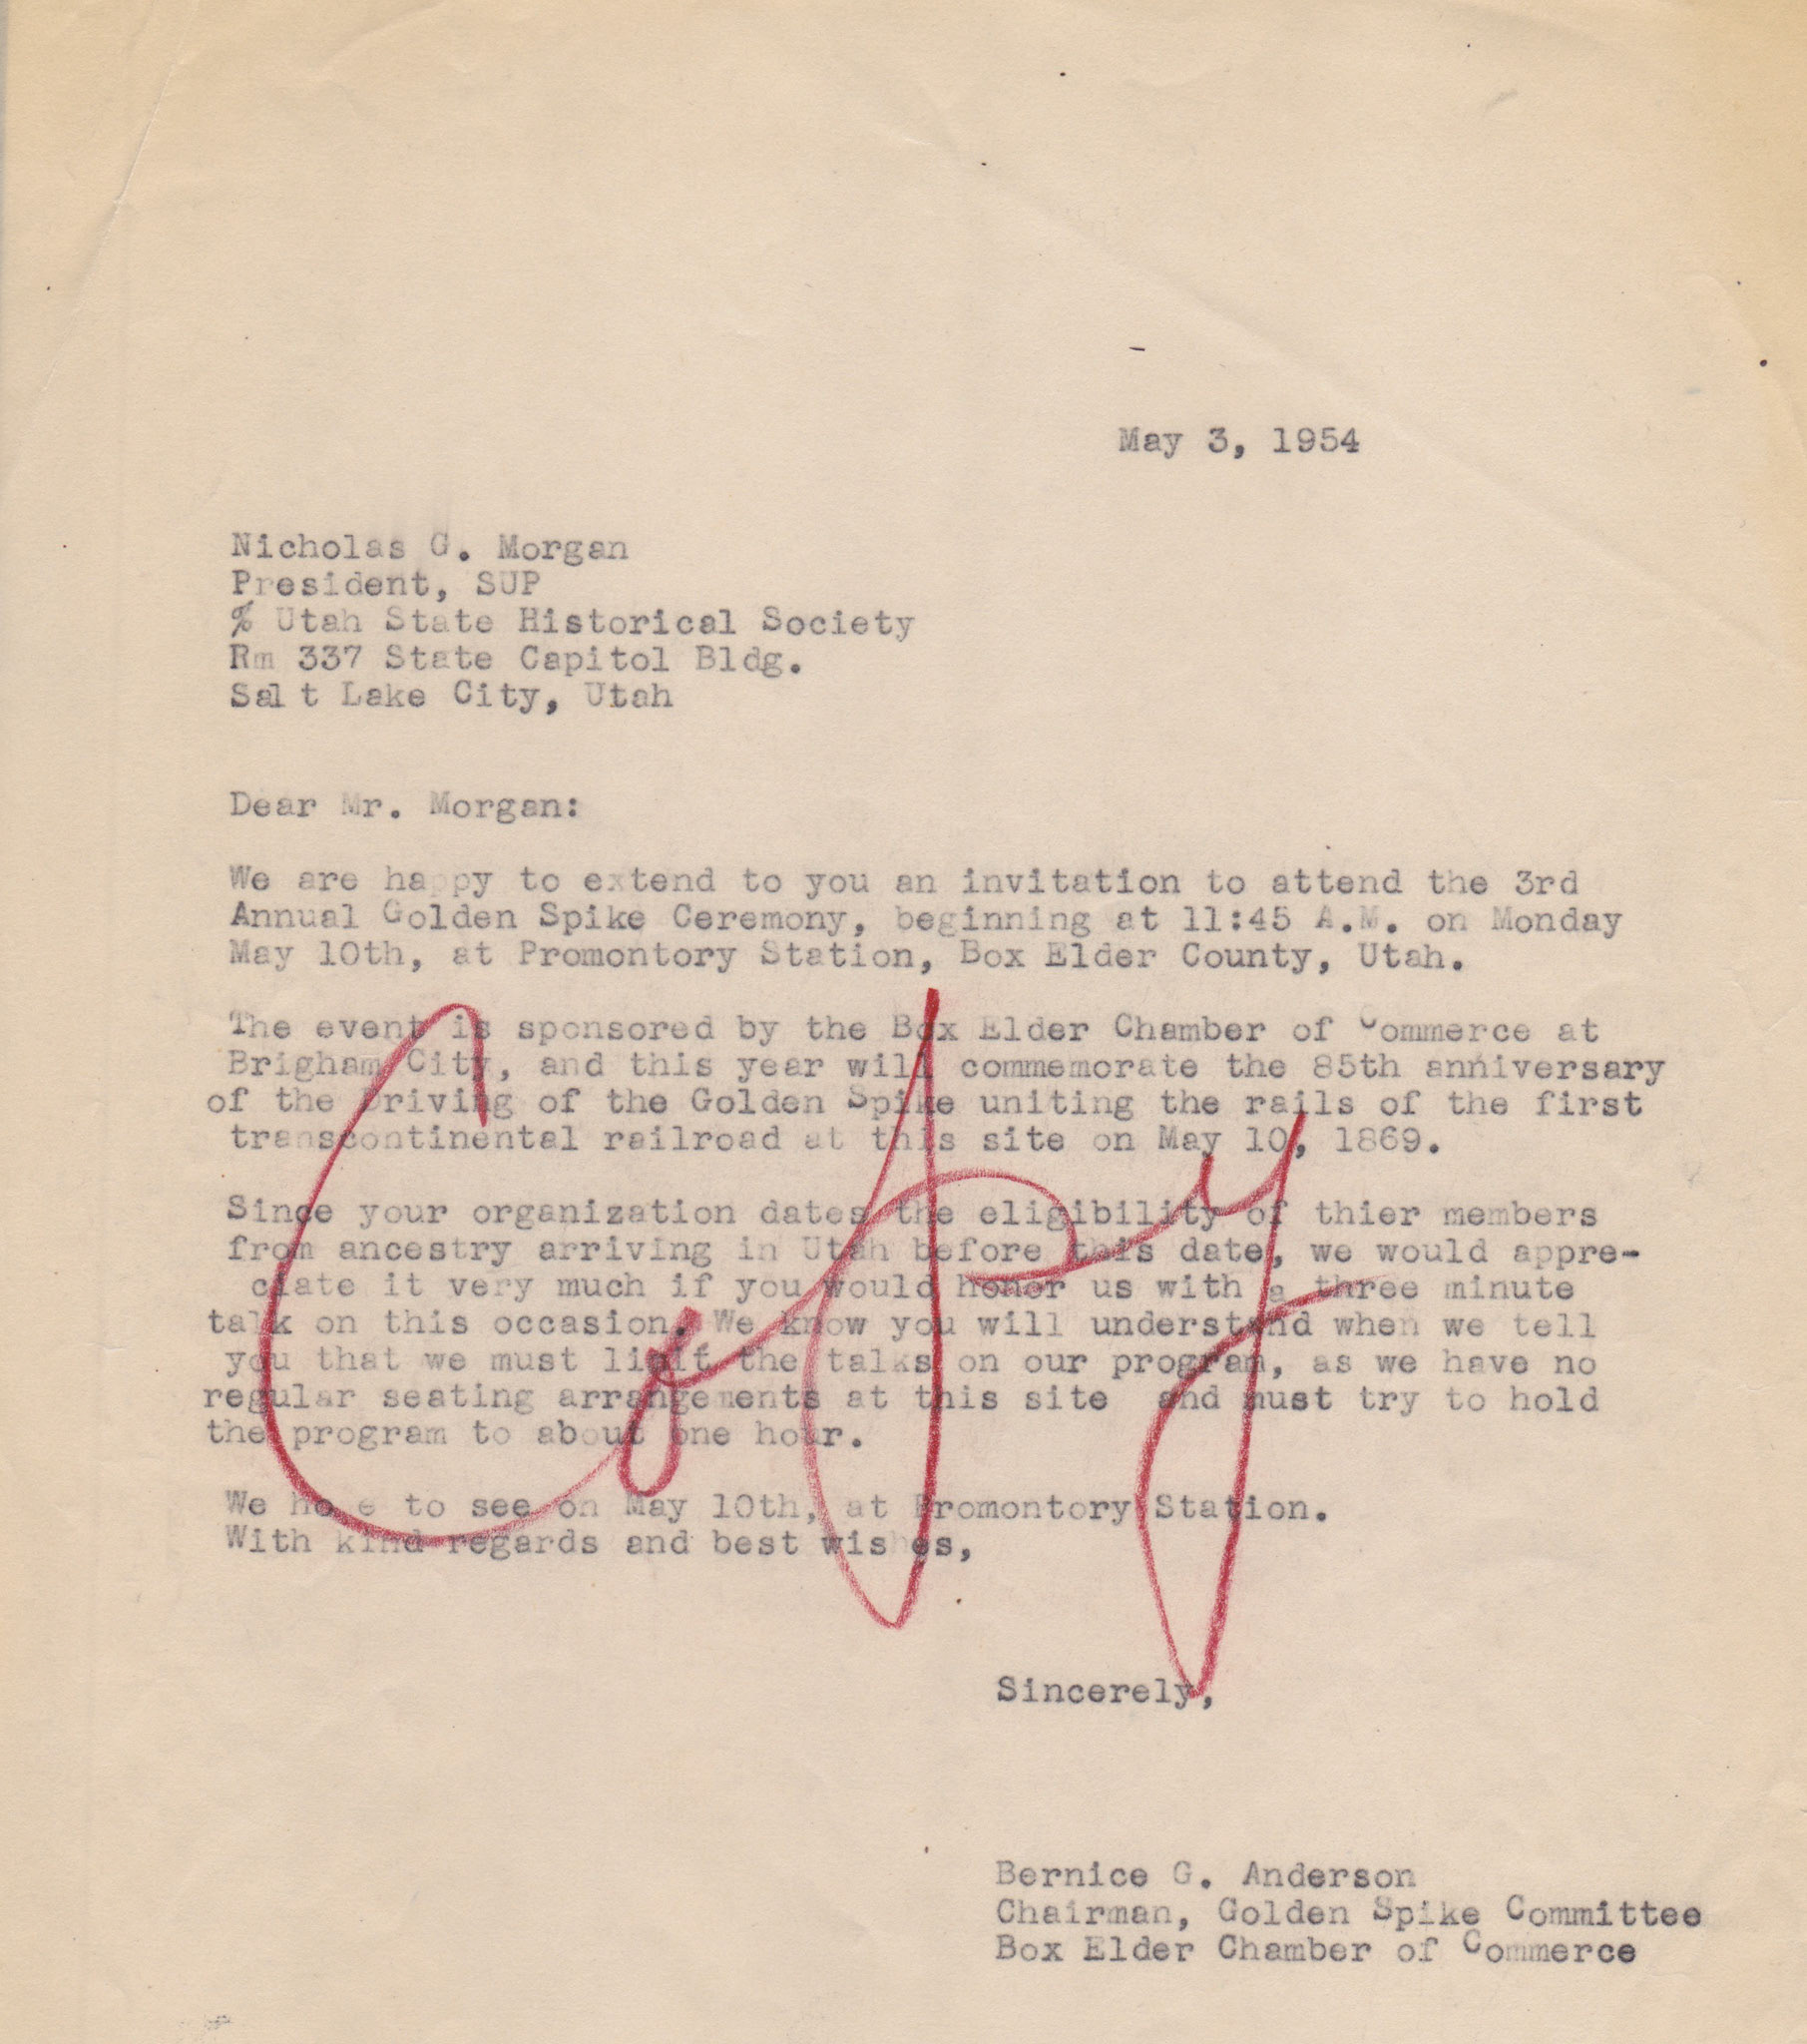 May 3, 1954
Nicholas G. Morgan
President, SUP
% Utah State Historical Society
Rm 337 State Capitol Bldg.
Salt Lake City, Utah
Dear Mr. Morgan:
We are happy to extend to you an invitation to attend the 3rd
Annual Golden Spike Ceremony, beginning at 11:45 A.M. on Monday
May 10th, at Promontory Station, Box Elder County, Utah.
The event is sponsored by the Box Elder Chamber of Commerce at
Brigham City, and this year will commemorate the 85th anniversary
of the Driving of the Golden Spike uniting the rails of the first
transcontinental railroad at this site on May 10, 1869.
Since your organization dates the eligibility of thier members
from ancestry arriving in Utah before this date, we would appre-
ciate it very much if you would honor us with a three minute
talk on this occasion. We know you will understand when we tell
you that we must limit the talks on our program, as we have no
regular seating arrangements at this site and must try to hold
the program to about one hour.
We hope to see on May 10th, at Promontory Station.
With kind regards and best wishes,
Copy
Sincerely,
Bernice G. Anderson
Chairman, Golden Spike Committee
Box Elder Chamber of Commerce